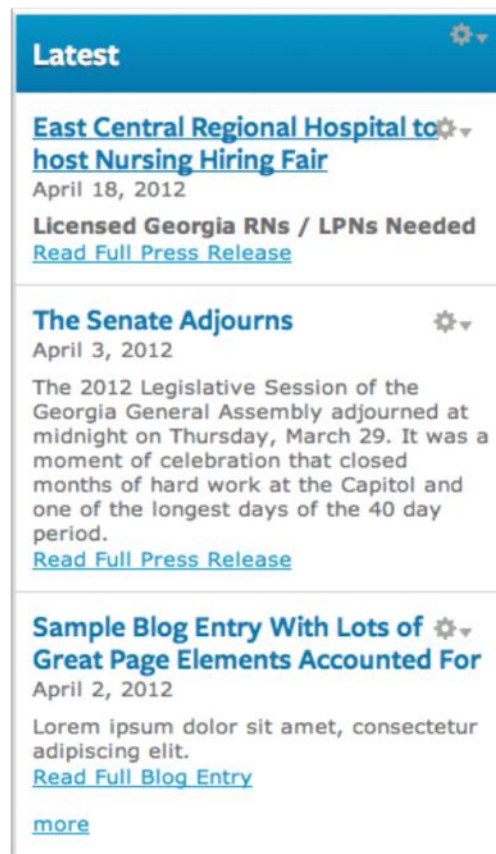 Latest
East Central Regional Hospital to
host Nursing Hiring Fair
April 18, 2012
Licensed Georgia RNs / LPNs Needed
Read Full Press Release
The Senate Adjourns
April 3, 2012
The 2012 Legislative Session of the
Georgia General Assembly adjourned at
midnight on Thursday, March 29. It was a
moment of celebration that closed
months of hard work at the Capitol and
one of the longest days of the 40 day
period.
Read Full Press Release
Sample Blog Entry With Lots of
Great Page Elements Accounted For
April 2, 2012
Lorem ipsum dolor sit amet, consectetur
adipiscing elit.
Read Full Blog Entry
more